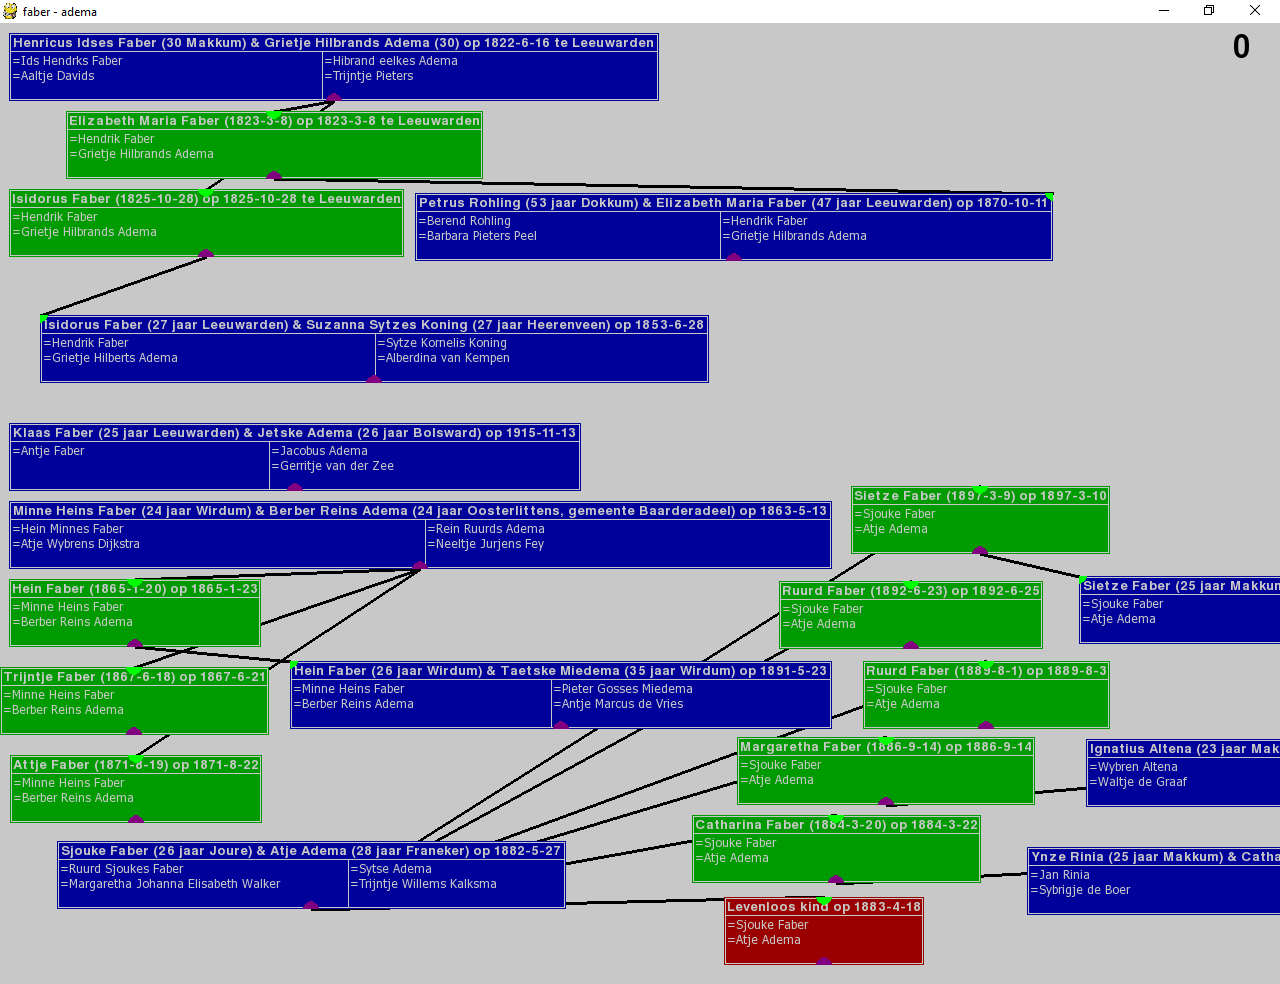 faber - adema
0
Henricus Idses Faber (30 Makkum) & Grietje Hilbrands Adema (30) op 1822-6-16 te Leeuwarden
=Ids Hendrks Faber
=Aaltje Davids
=Hibrand eelkes Adema
=Trijntje Pieters
Elizabeth Maria Faber (1823-3-8) op 1823-3-8 te Leeuwarden
=Hendrik Faber
=Grietje Hilbrands Adema
Isidorus Faber (1825-10-28) op 1825-10-28 te Leeuwarden
=Hendrik Faber
=Grietje Hilbrands Adema
Petrus Rohling (53 jaar Dokkum) & Elizabeth Maria Faber (47 jaar Leeuwarden) op 1870-10-11
=Berend Rohling
=Barbara Pieters Peel
=Hendrik Faber
=Grietje Hilbrands Adema
Isidorus Faber (27 jaar Leeuwarden) & Suzanna Sytzes Koning (27 jaar Heerenveen) op 1853-6-28
=Hendrik Faber
=Grietje Hilberts Adema
=Sytze Kornelis Koning
=Alberdina van Kempen
Klaas Faber (25 jaar Leeuwarden) & Jetske Adema (26 jaar Bolsward) op 1915-11-13
=Antje Faber
=Jacobus Adema
=Gerritje van der Zee
Minne Heins Faber (24 jaar Wirdum) & Berber Reins Adema (24 jaar Oosterlittens, gemeente Baarderadeel) op 1863-5-13
=Hein Minnes Faber
=Atje Wybrens Dijkstra
=Rein Ruurds Adema
=Neeltje Jurjens Fey
Sietze Faber (1897-3-9) op 1897-3-10
=Sjouke Faber
=Atje Adema
Hein Faber (1865-1-20) op 1865-1-23
=Minne Heins Faber
=Berber Reins Adema
Ruurd Faber (1892-6-23) op 1892-6-25
=Sjouke Faber
=Atje Adema
Sietze Faber (25 jaar Makkum
=Sjouke Faber
=Atje Adema
Trijntje Faber (1867-6-18) op 1867-6-21
=Minne Heins Faber
=Berber Reins Adema
Hein Faber (26 jaar Wirdum) & Taetske Miedema (35 jaar Wirdum) op 1891-5-23
=Minne Heins Faber
=Berber Reins Adema
=Pieter Gosses Miedema
=Antje Marcus de Vries
Ruurd Faber (1889-8-1) op 1889-8-3
=Sjouke Faber
=Atje Adema
Attje Faber (1871-8-19) op 1871-8-22
=Minne Heins Faber
=Berber Reins Adema
Margaretha Faber (1886-9-14) op 1886-9-14
=Sjouke Faber
=Atje Adema
Ignatius Altena (23 jaar Mak
=Wybren Altena
=Waltje de Graaf
Catharina Faber (1884-3-20) op 1884-3-22
=Sjouke Faber
=Atje Adema
Sjouke Faber (26 jaar Joure) & Atje Adema (28 jaar Franeker) op 1882-5-27
=Ruurd Sjoukes Faber
=Margaretha Johanna Elisabeth Walker
=Sytse Adema
=Trijntje Willems Kalksma
Ynze Rinia (25 jaar Makkum) & Catha
=Jan Rinia
=Sybrigje de Boer
Levenloos kind op 1883-4-18
=Sjouke Faber
=Atje Adema